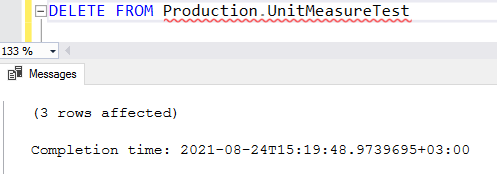 DELETE FROM Production.UnitMeasureTest
133 %
Messages
(3 rows affected)
Completion time: 2021-08-24T15:19:48.9739695+03:00